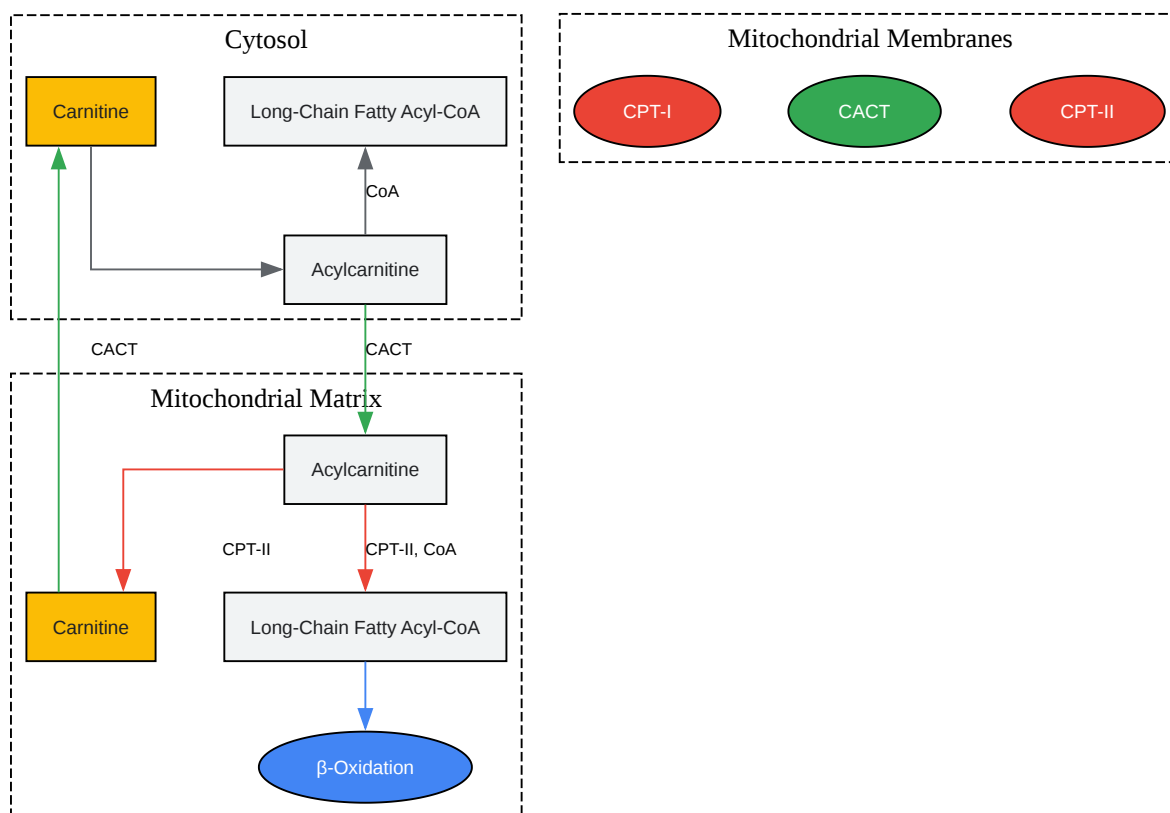 Cytosol
Carnitine
Long-Chain Fatty Acyl-CoA
CoA
Acylcarnitine
CACT
CACT
Mitochondrial Matrix
Acylcarnitine
CPT-II
CPT-II, CoA
Carnitine
Long-Chain Fatty Acyl-CoA
β-Oxidation
Mitochondrial Membranes
CPT-I
CACT
CPT-II